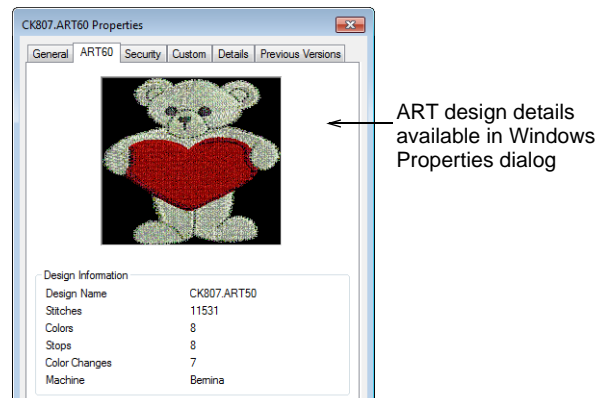 CK807.ART60 Properties
General ART60 Security Custom Details Previous Versions
ART design details
available in Windows
Properties dialog
Design Information
Design Name CK807.ART50
Stitches 11531
Colors 8
Stops 8
Color Changes 7
Machine Bernina